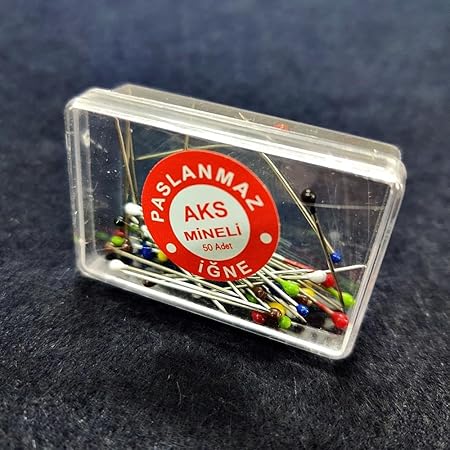 PASLANMAZ
AKS
MİNELİ
50 Adet
İĞNE